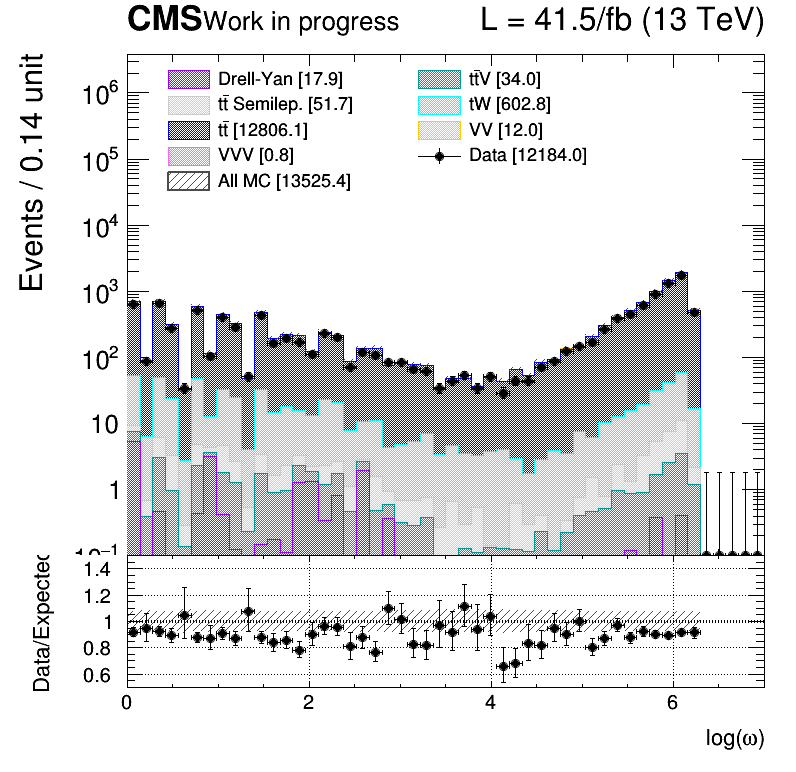 CMS Work in progress L = 41.5/fb (13 TeV)
Events / 0.14 unit
Drell-Yan [17.9]
tt̄V [34.0]
tt̄ Semilep. [51.7]
tW [602.8]
tt̄ [12806.1]
VV [12.0]
VVV [0.8]
Data [12184.0]
All MC [13525.4]
10⁶
10⁵
10⁴
10³
10²
10
1
10⁻¹
Data/Expected
1.4
1.2
1
0.8
0.6
0 2 4 6
log(ω)